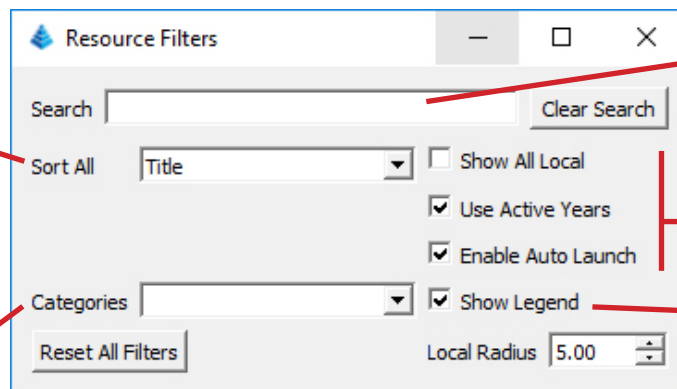 Resource Filters
Search
Clear Search
Sort All
Title
Show All Local
Use Active Years
Enable Auto Launch
Categories
Show Legend
Reset All Filters
Local Radius 5.00